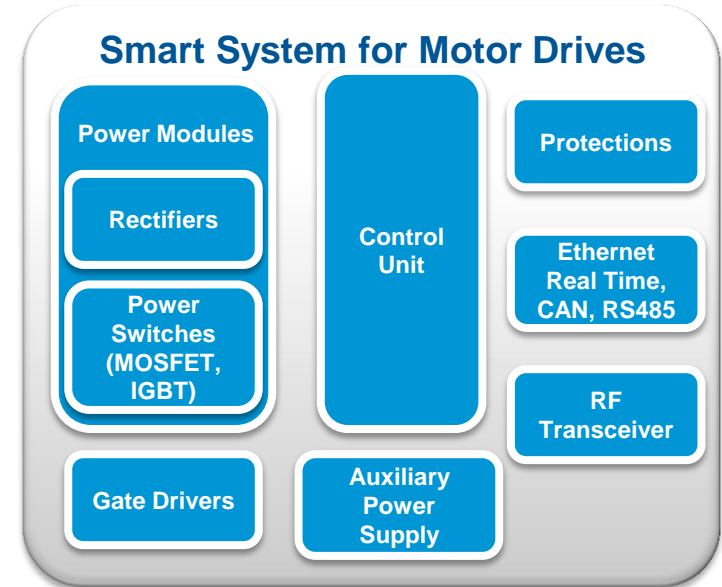 Smart System for Motor Drives
Power Modules
Rectifiers
Power
Switches
(MOSFET,
IGBT)
Gate Drivers
Control
Unit
Auxiliary
Power
Supply
Protections
Ethernet
Real Time,
CAN, RS485
RF
Transceiver